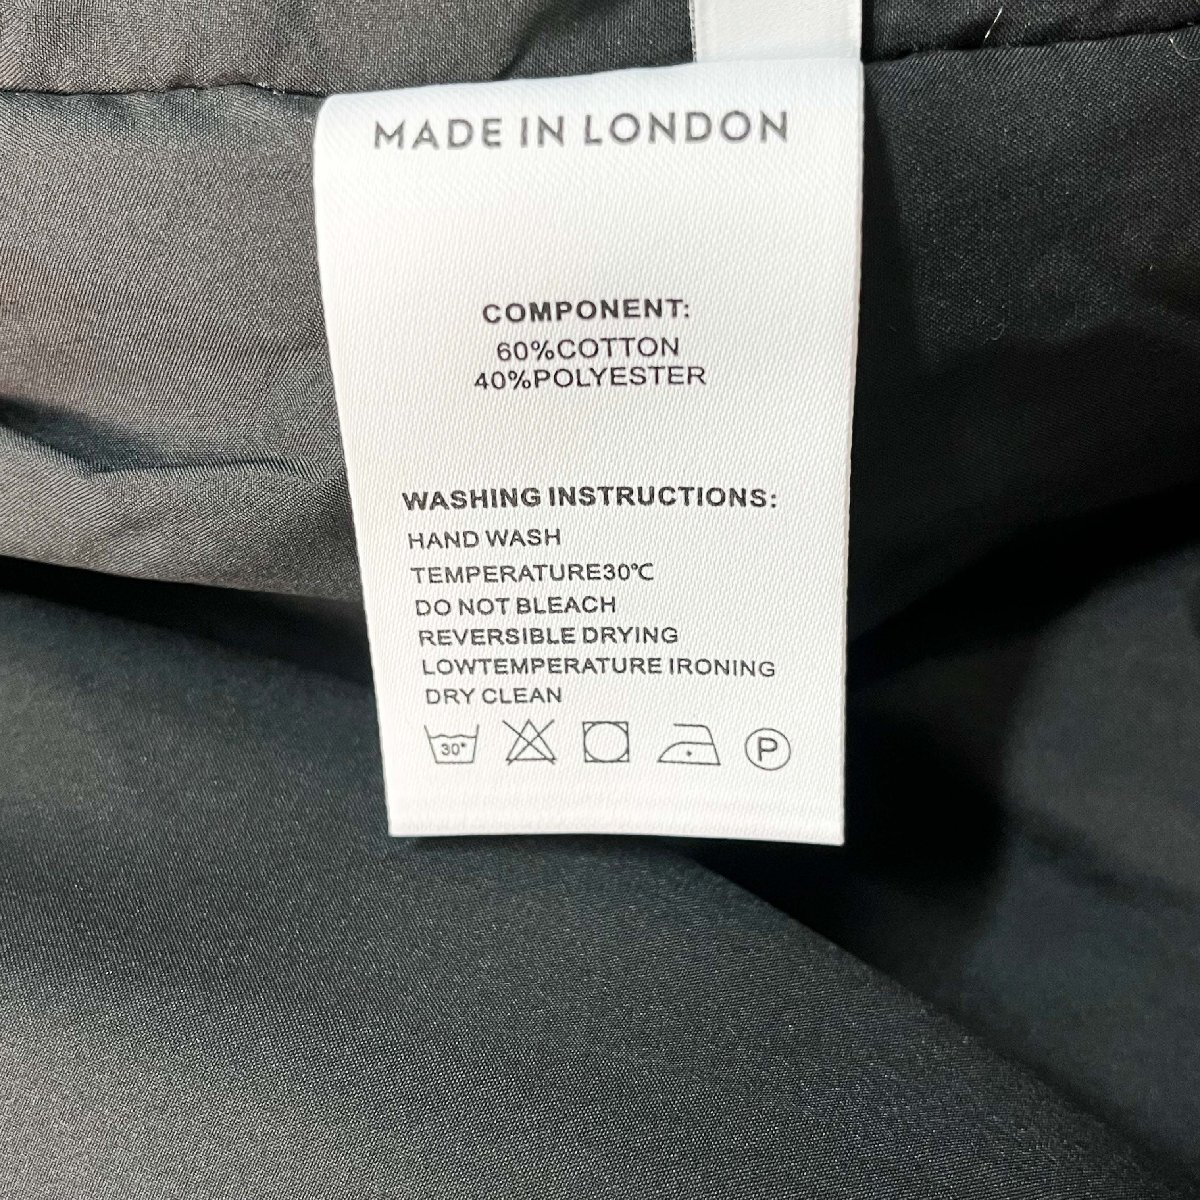 MADE IN LONDON
COMPONENT:
60%COTTON
40%POLYESTER
WASHING INSTRUCTIONS:
HAND WASH
TEMPERATURE30℃
DO NOT BLEACH
REVERSIBLE DRYING
LOWTEMPERATURE IRONING
DRY CLEAN
30° P